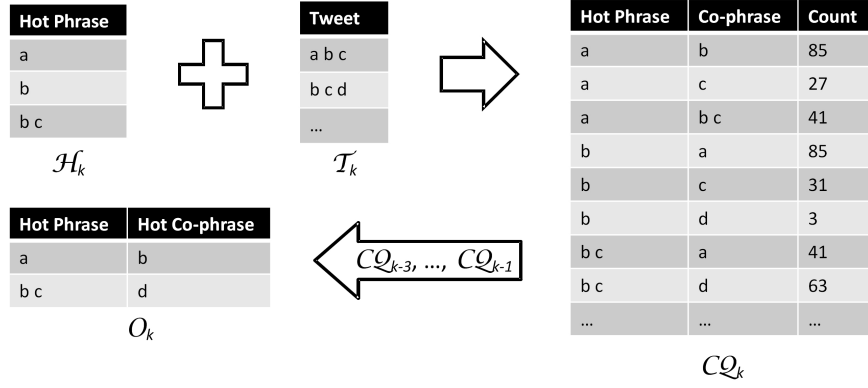 Hot Phrase
a
b
b c
ℋk
Tweet
a b c
b c d
...
𝒯k
Hot Phrase Co-phrase Count
a b 85
a c 27
a b c 41
b a 85
b c 31
b d 3
b c a 41
b c d 63
... ... ...
CQk
CQk-3, ..., CQk-1
Hot Phrase Hot Co-phrase
a b
b c d
Ok